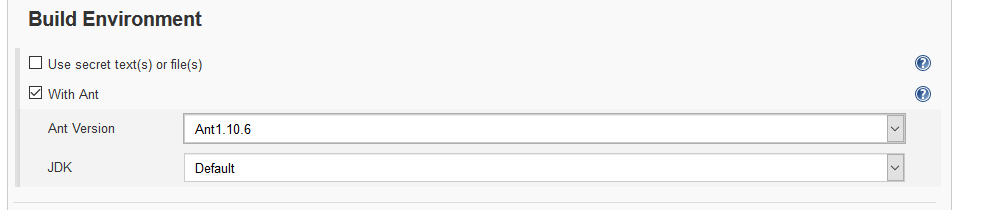 Build Environment
Use secret text(s) or file(s)
?
With Ant
?
Ant Version
Ant1.10.6
JDK
Default